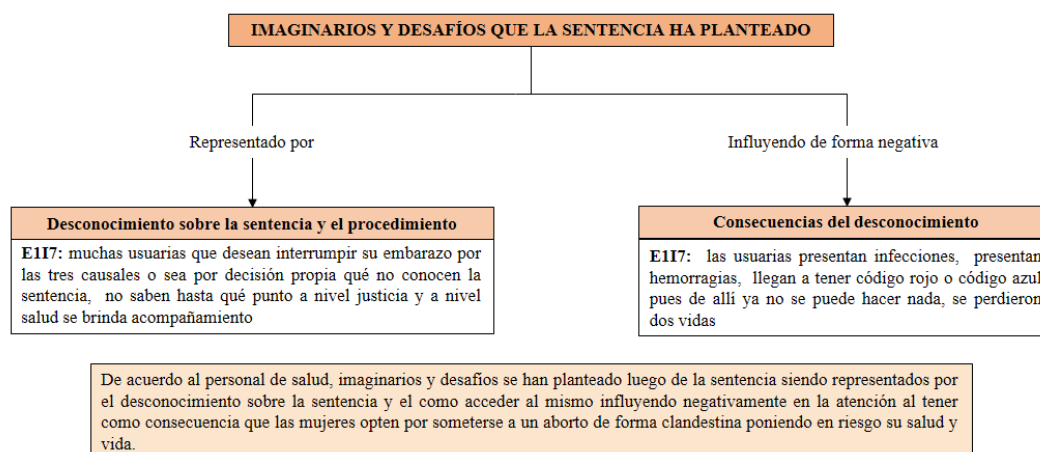 IMAGINARIOS Y DESAFÍOS QUE LA SENTENCIA HA PLANTEADO
Representado por
Influyendo de forma negativa
Desconocimiento sobre la sentencia y el procedimiento
E1I7: muchas usuarias que desean interrumpir su embarazo por
las tres causales o sea por decisión propia qué no conocen la
sentencia, no saben hasta qué punto a nivel justicia y a nivel
salud se brinda acompañamiento
Consecuencias del desconocimiento
E1I7: las usuarias presentan infecciones, presentan
hemorragias, llegan a tener código rojo o código azul
pues de allí ya no se puede hacer nada, se perdieron
dos vidas
De acuerdo al personal de salud, imaginarios y desafíos se han planteado luego de la sentencia siendo representados por
el desconocimiento sobre la sentencia y el como acceder al mismo influyendo negativamente en la atención al tener
como consecuencia que las mujeres opten por someterse a un aborto de forma clandestina poniendo en riesgo su salud y
vida.